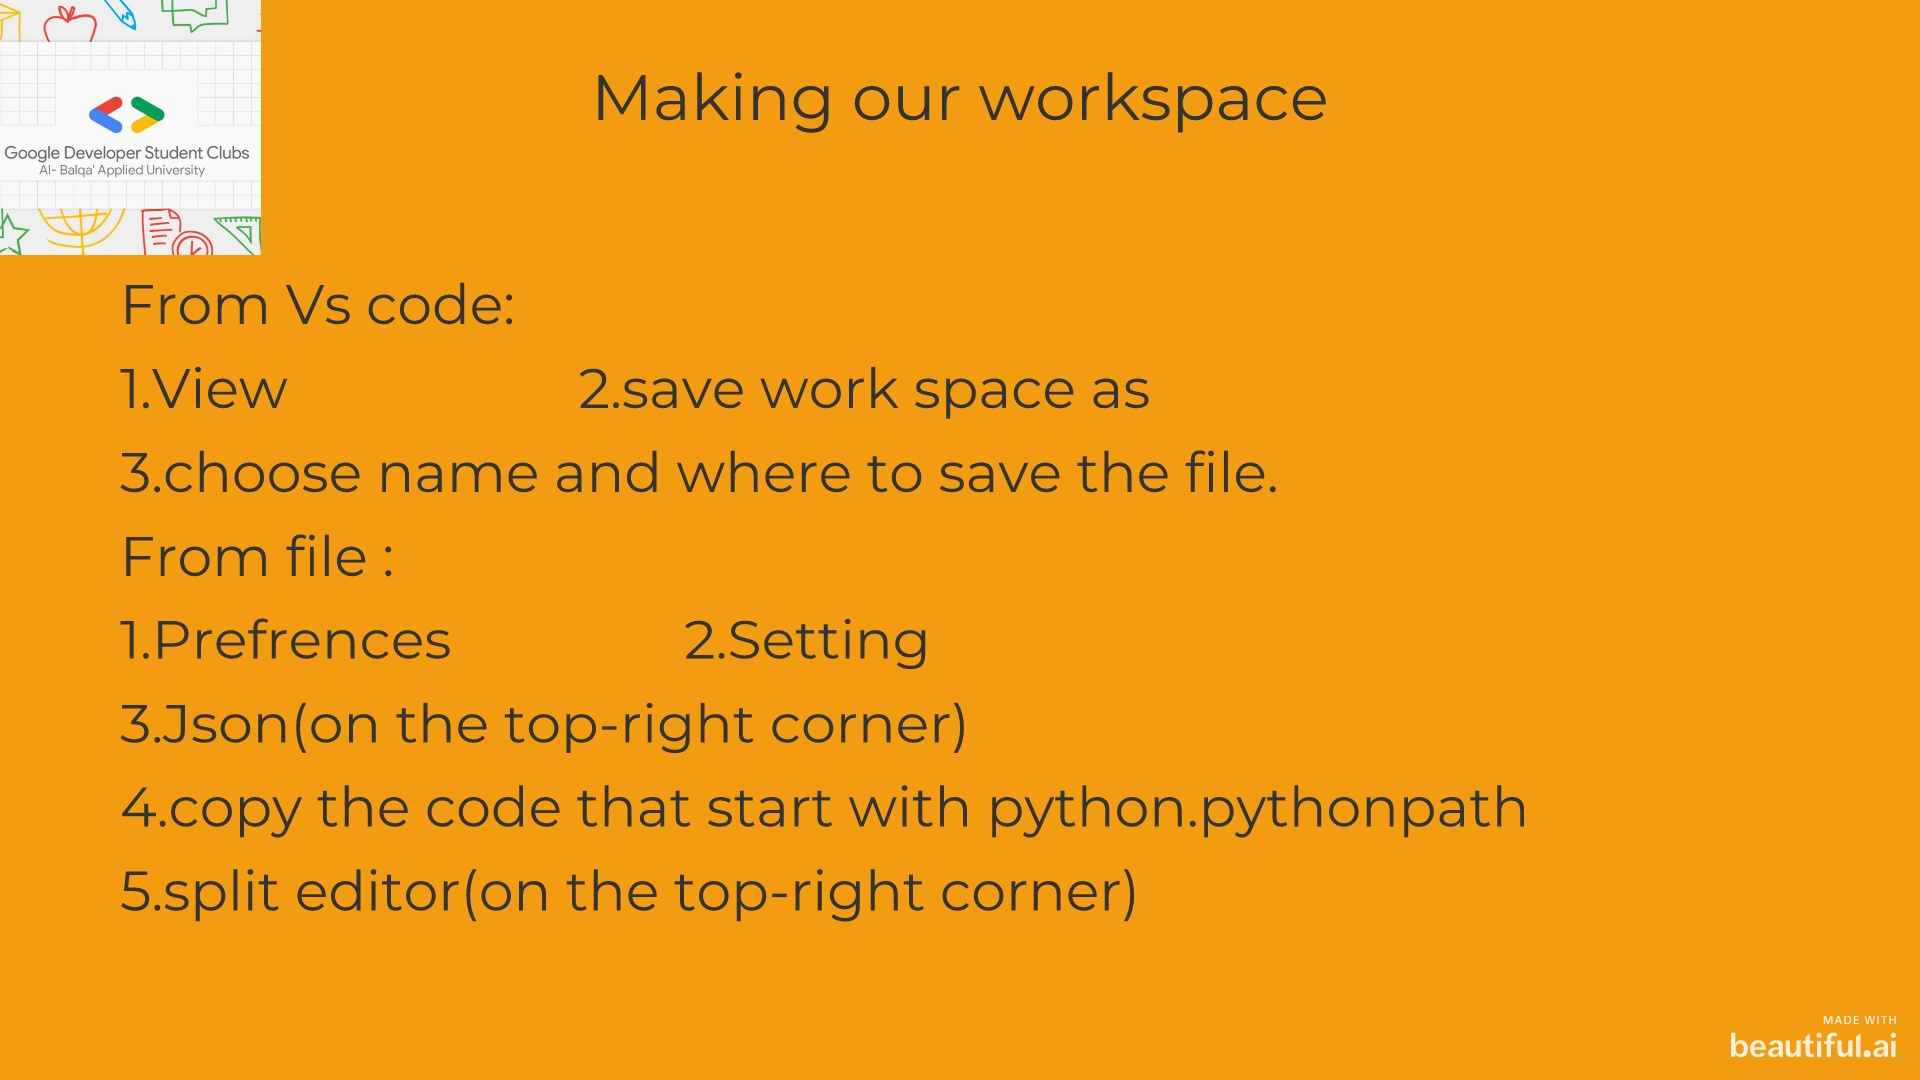 Google Developer Student Clubs
Al- Balqa' Applied University
Making our workspace
From Vs code:
1.View 2.save work space as
3.choose name and where to save the file.
From file :
1.Prefrences 2.Setting
3.Json(on the top-right corner)
4.copy the code that start with python.pythonpath
5.split editor(on the top-right corner)
MADE WITH
beautiful.ai